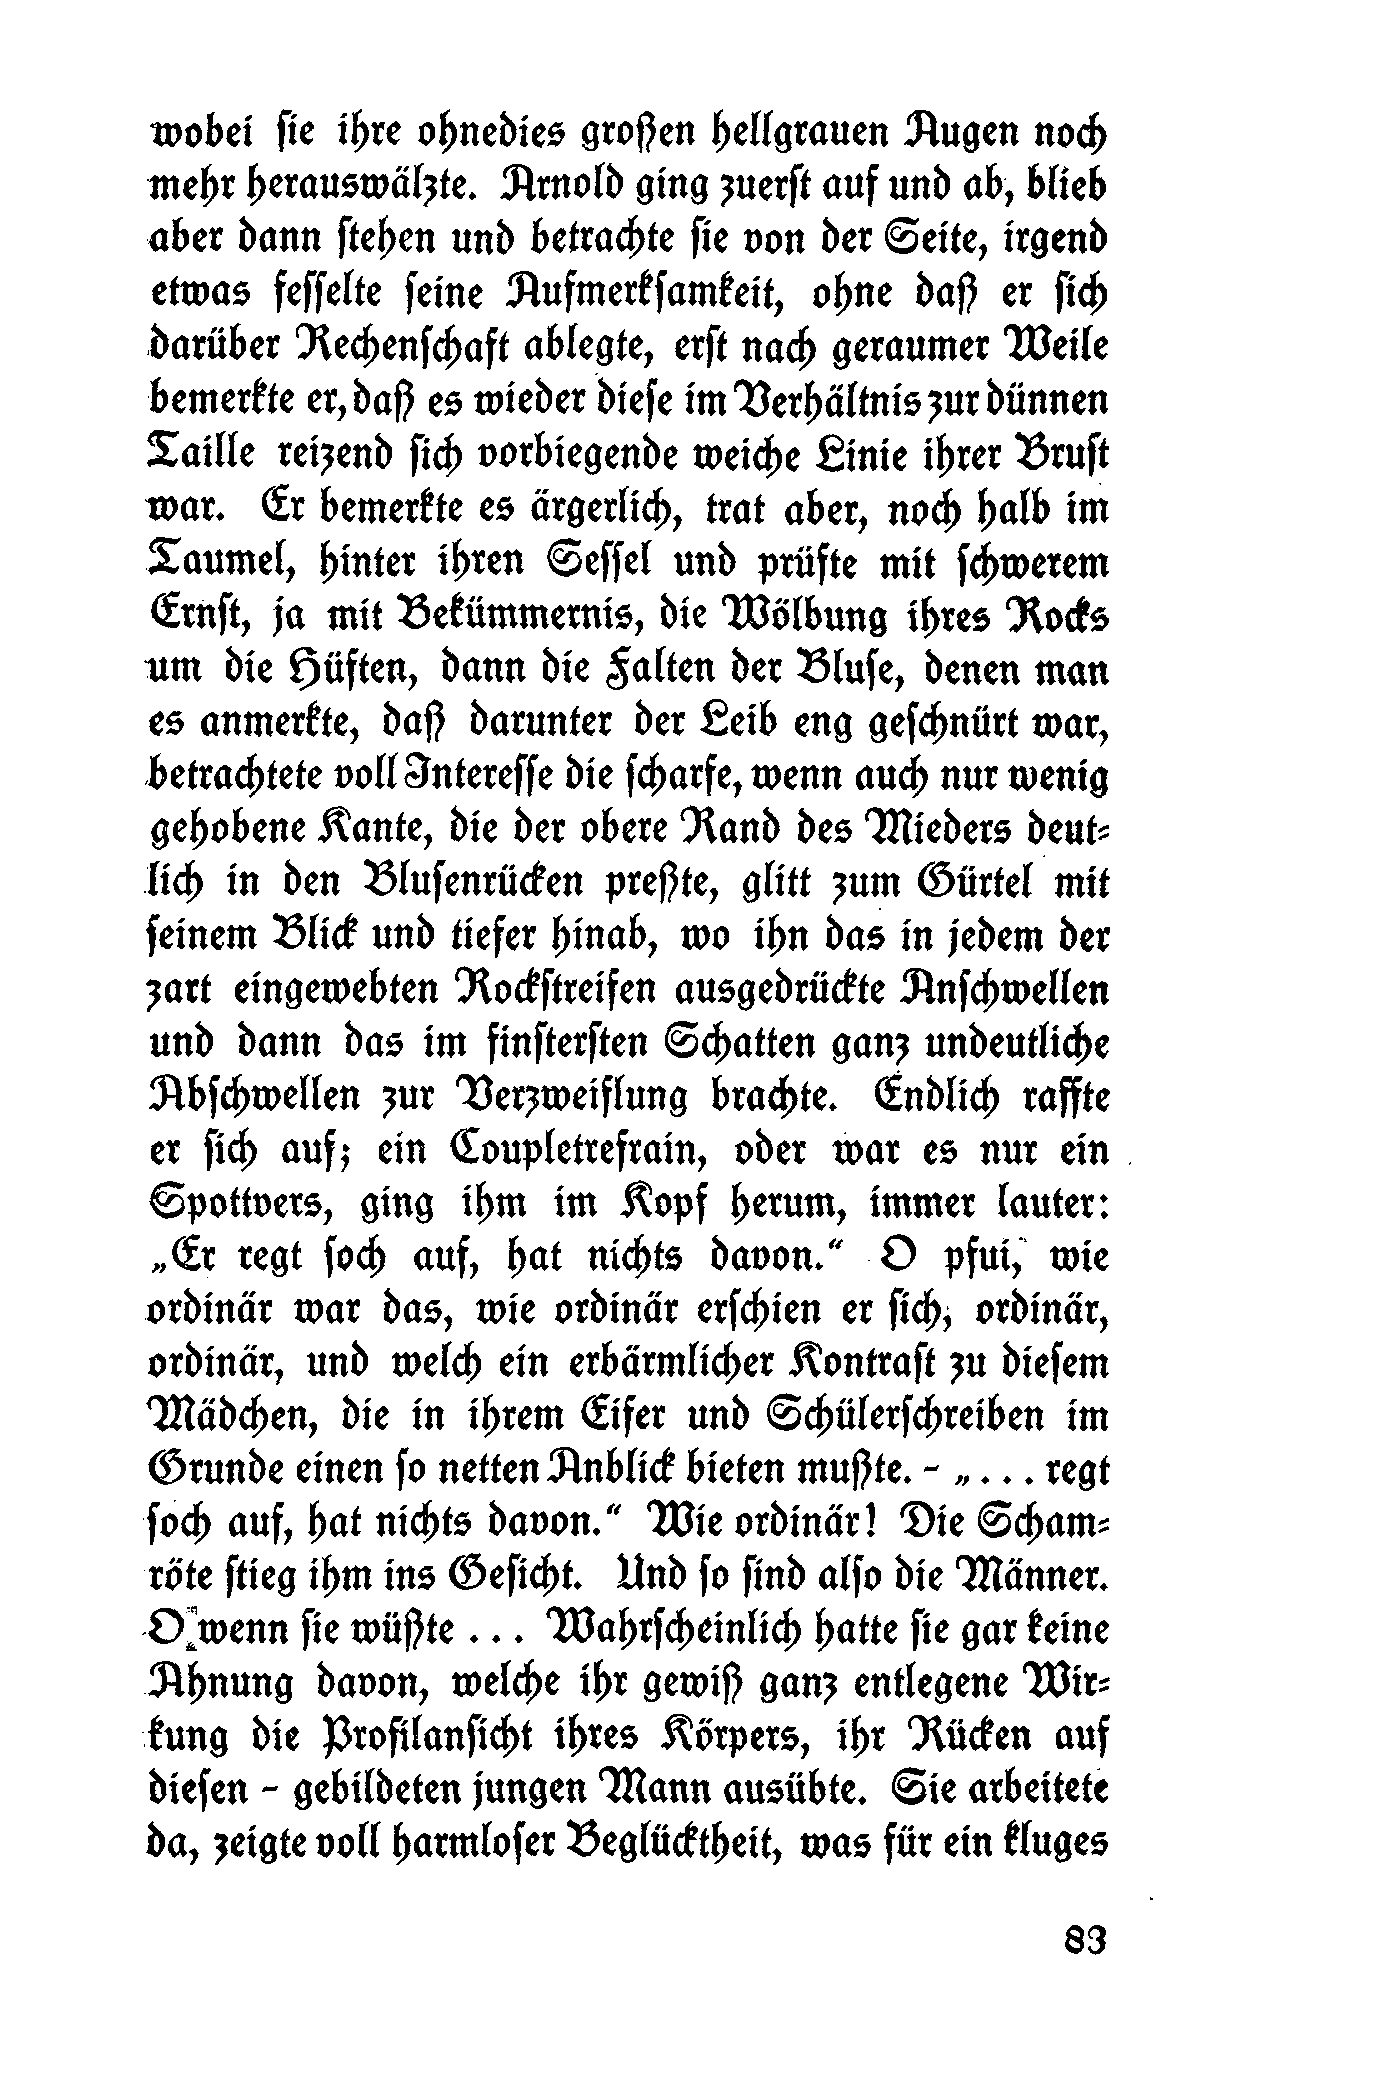 wobei sie ihre ohnedies großen hellgrauen Augen noch
mehr herauswälzte. Arnold ging zuerst auf und ab, blieb
aber dann stehen und betrachte sie von der Seite, irgend
etwas fesselte seine Aufmerksamkeit, ohne daß er sich
darüber Rechenschaft ablegte, erst nach geraumer Weile
bemerkte er, daß es wieder diese im Verhältnis zur dünnen
Taille reizend sich vorbiegende weiche Linie ihrer Brust
war. Er bemerkte es ärgerlich, trat aber, noch halb im
Taumel, hinter ihren Sessel und prüfte mit schwerem
Ernst, ja mit Bekümmernis, die Wölbung ihres Rocks
um die Hüften, dann die Falten der Bluse, denen man
es anmerkte, daß darunter der Leib eng geschnürt war,
betrachtete voll Interesse die scharfe, wenn auch nur wenig
gehobene Kante, die der obere Rand des Mieders deut-
lich in den Blusenrücken preßte, glitt zum Gürtel mit
seinem Blick und tiefer hinab, wo ihn das in jedem der
zart eingewebten Rockstreifen ausgedrückte Anschwellen
und dann das im finstersten Schatten ganz undeutliche
Abschwellen zur Verzweiflung brachte. Endlich raffte
er sich auf; ein Coupletrefrain, oder war es nur ein
Spottvers, ging ihm im Kopf herum, immer lauter:
„Er regt soch auf, hat nichts davon.“ O pfui, wie
ordinär war das, wie ordinär erschien er sich, ordinär,
ordinär, und welch ein erbärmlicher Kontrast zu diesem
Mädchen, die in ihrem Eifer und Schülerschreiben im
Grunde einen so netten Anblick bieten mußte. – „. . . regt
soch auf, hat nichts davon.“ Wie ordinär! Die Scham-
röte stieg ihm ins Gesicht. Und so sind also die Männer.
O wenn sie wüßte . . . Wahrscheinlich hatte sie gar keine
Ahnung davon, welche ihr gewiß ganz entlegene Wir-
kung die Profilansicht ihres Körpers, ihr Rücken auf
diesen – gebildeten jungen Mann ausübte. Sie arbeitete
da, zeigte voll harmloser Beglücktheit, was für ein kluges
83